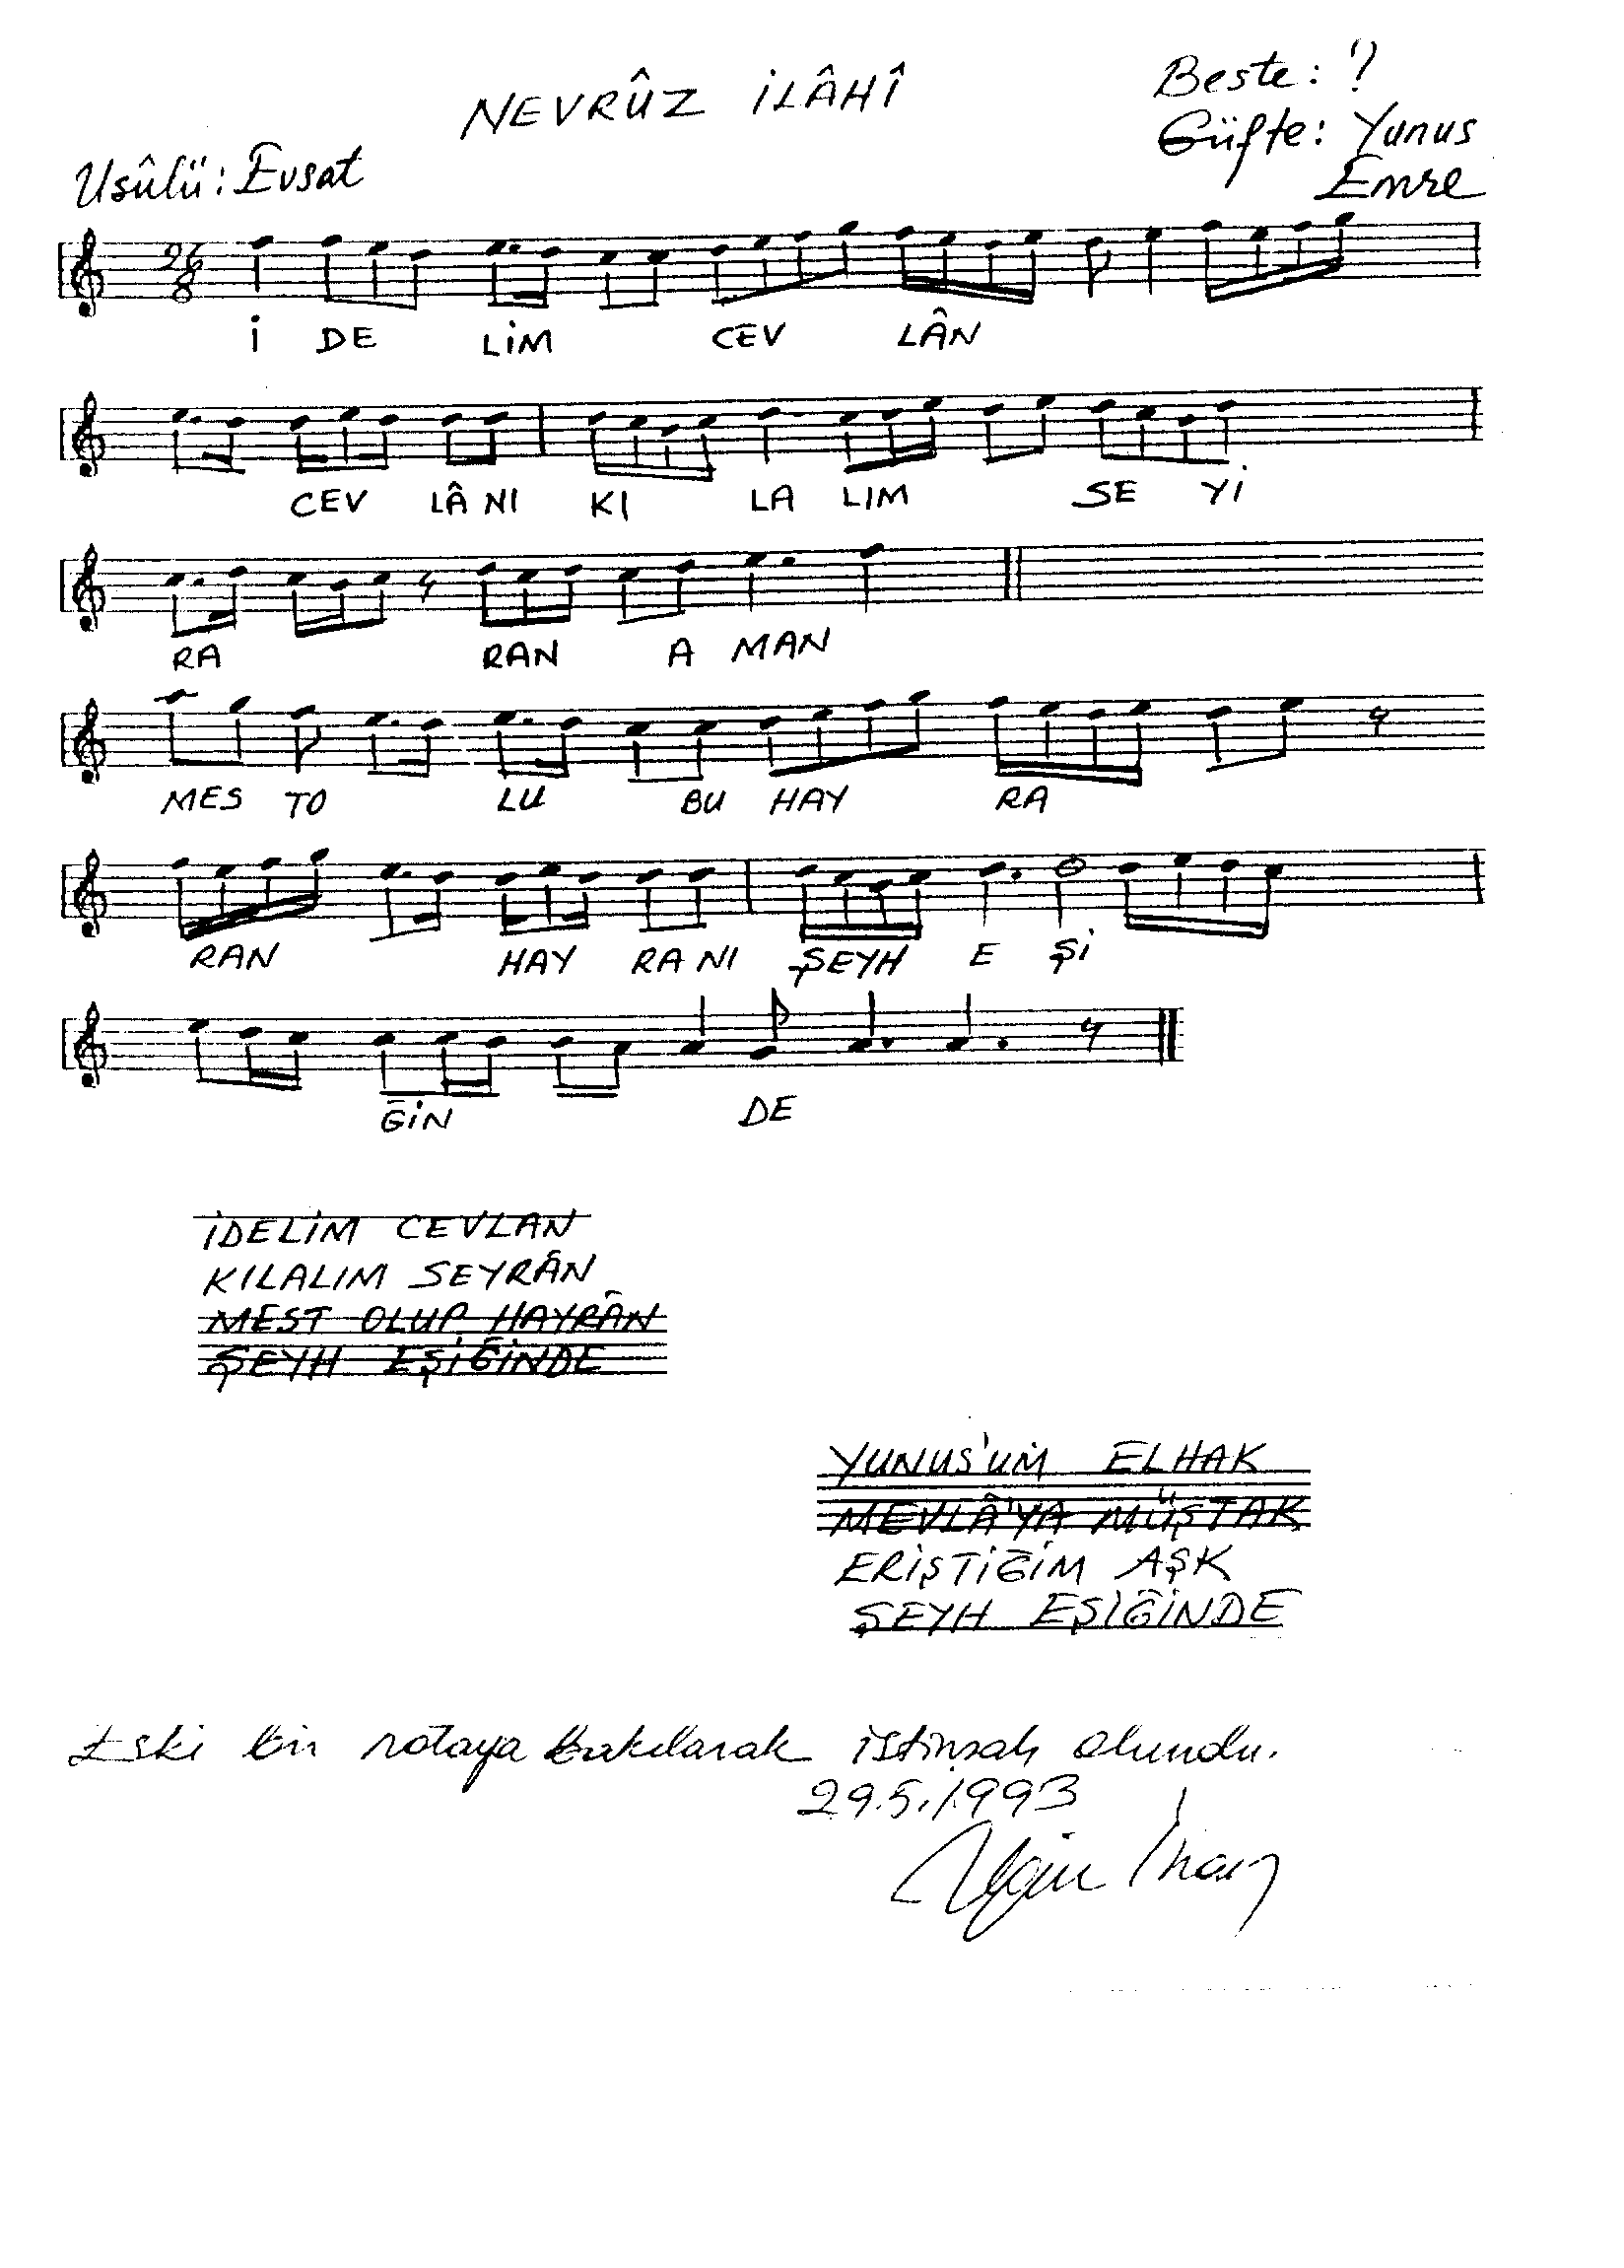 NEVRÛZ İLÂHÎ
Beste: ?
Güfte: Yunus
Emre
Usûlü: Evsat
26
8
İ DE LİM CEV LÂN
CEV LÂ NI KI LA LIM SE Yİ
RA RAN A MAN
MES TO LU BU HAY RA
RAN HAY RA NI ŞEYH E Şİ
ĞİN DE
İDELİM CEVLAN
KILALIM SEYRÂN
MEST OLUP HAYRÂN
ŞEYH EŞİĞİNDE
YUNUS'UM ELHAK
MEVLÂ'YA MÜŞTAK
ERİŞTİĞİM AŞK
ŞEYH EŞİĞİNDE
Eski bir notaya bakılarak istinsah olundu.
29.5.1993